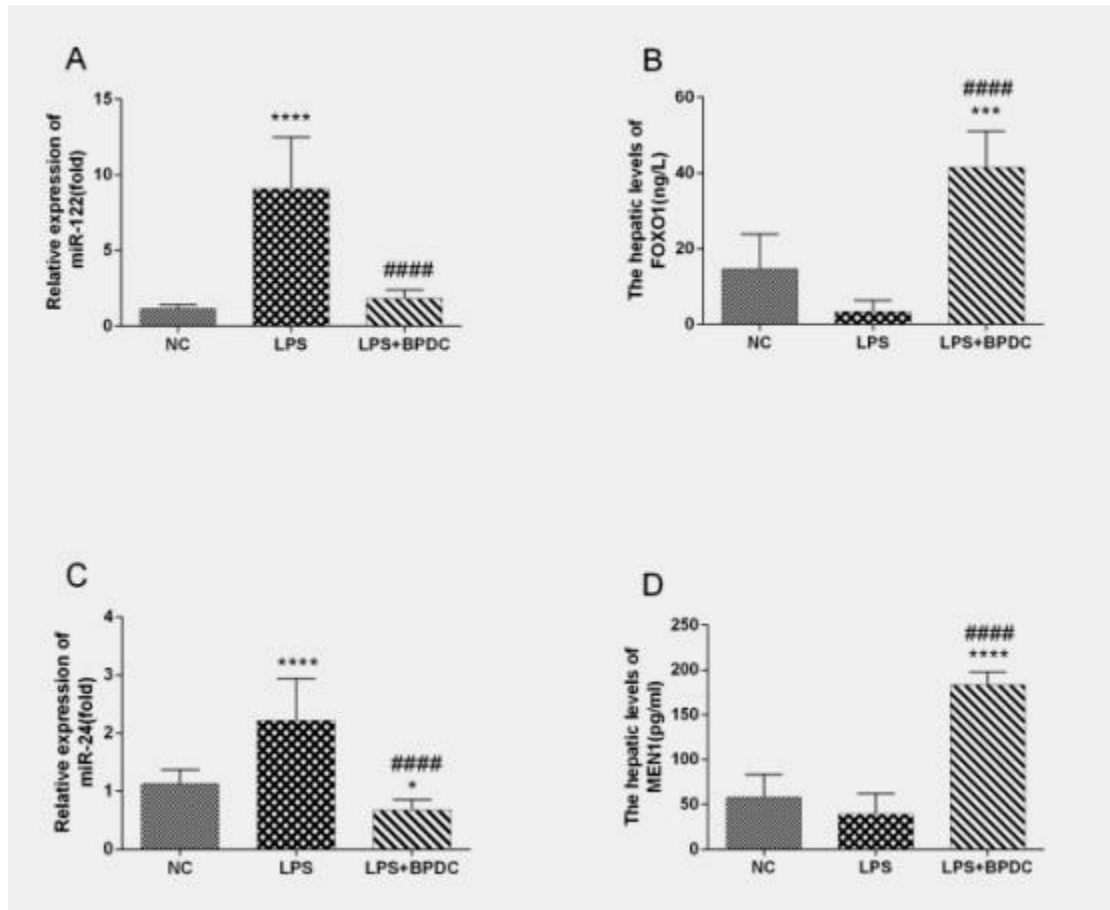 A
Relative expression of
miR-122(fold)
15
10
5
0
****
####
NC
LPS
LPS+BPDC
B
The hepatic levels of
FOXO1(ng/L)
60
40
20
0
####
***
NC
LPS
LPS+BPDC
C
Relative expression of
miR-24(fold)
4
3
2
1
0
****
####
*
NC
LPS
LPS+BPDC
D
The hepatic levels of
MEN1(pg/ml)
250
200
150
100
50
0
####
****
NC
LPS
LPS+BPDC